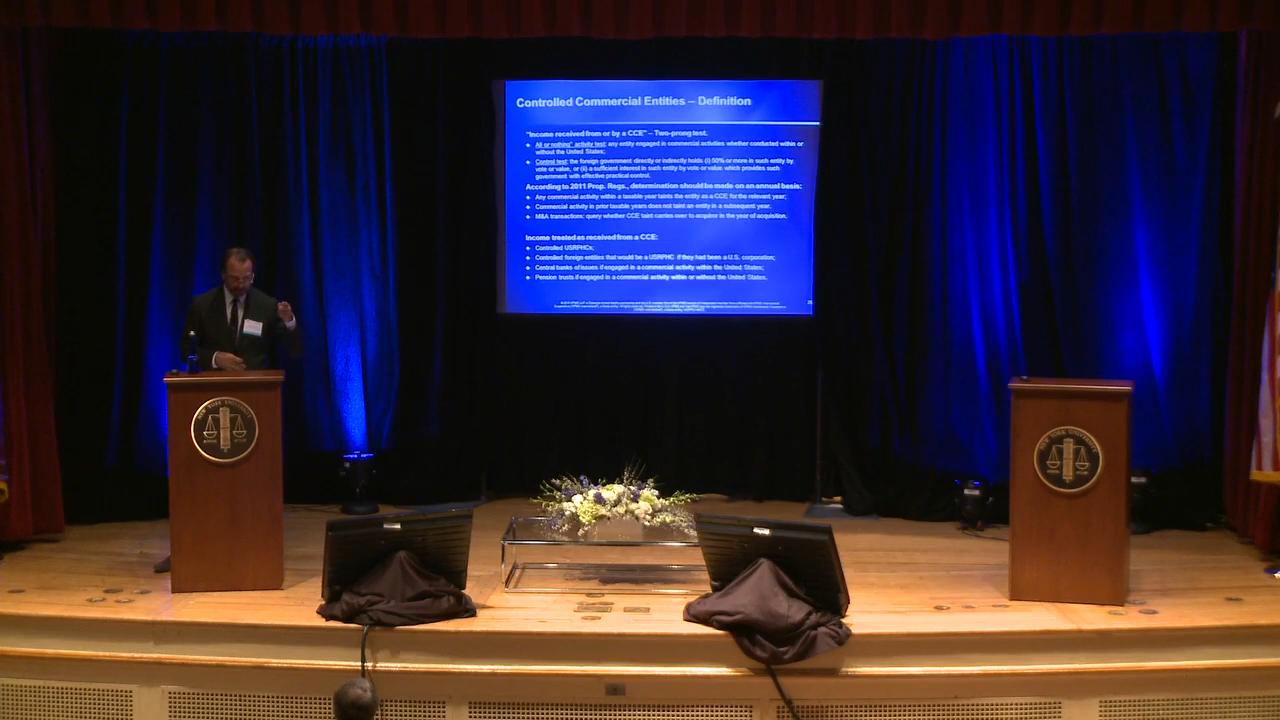 Controlled Commercial Entities – Definition
"Income received from or by a CCE" – Two-prong test.
All or nothing" activity test: any entity engaged in commercial activities whether conducted within or
without the United States;
Control test: the foreign government directly or indirectly holds (i) 50% or more in such entity by
vote or value, or (ii) a sufficient interest in such entity by vote or value which provides such
government with effective practical control.
According to 2011 Prop. Regs., determination should be made on an annual basis:
Any commercial activity within a taxable year taints the entity as a CCE for the relevant year;
Commercial activity in prior taxable years does not taint an entity in a subsequent year.
M&A transactions: query whether CCE taint carries over to acquirer in the year of acquisition.
Income treated as received from a CCE:
Controlled USRPHCs;
Controlled foreign entities that would be a USRPHC if they had been a U.S. corporation;
Central banks of issues if engaged in a commercial activity within the United States;
Pension trusts if engaged in a commercial activity within or without the United States.
NEW YORK UNIVERSITY
NEW YORK UNIVERSITY